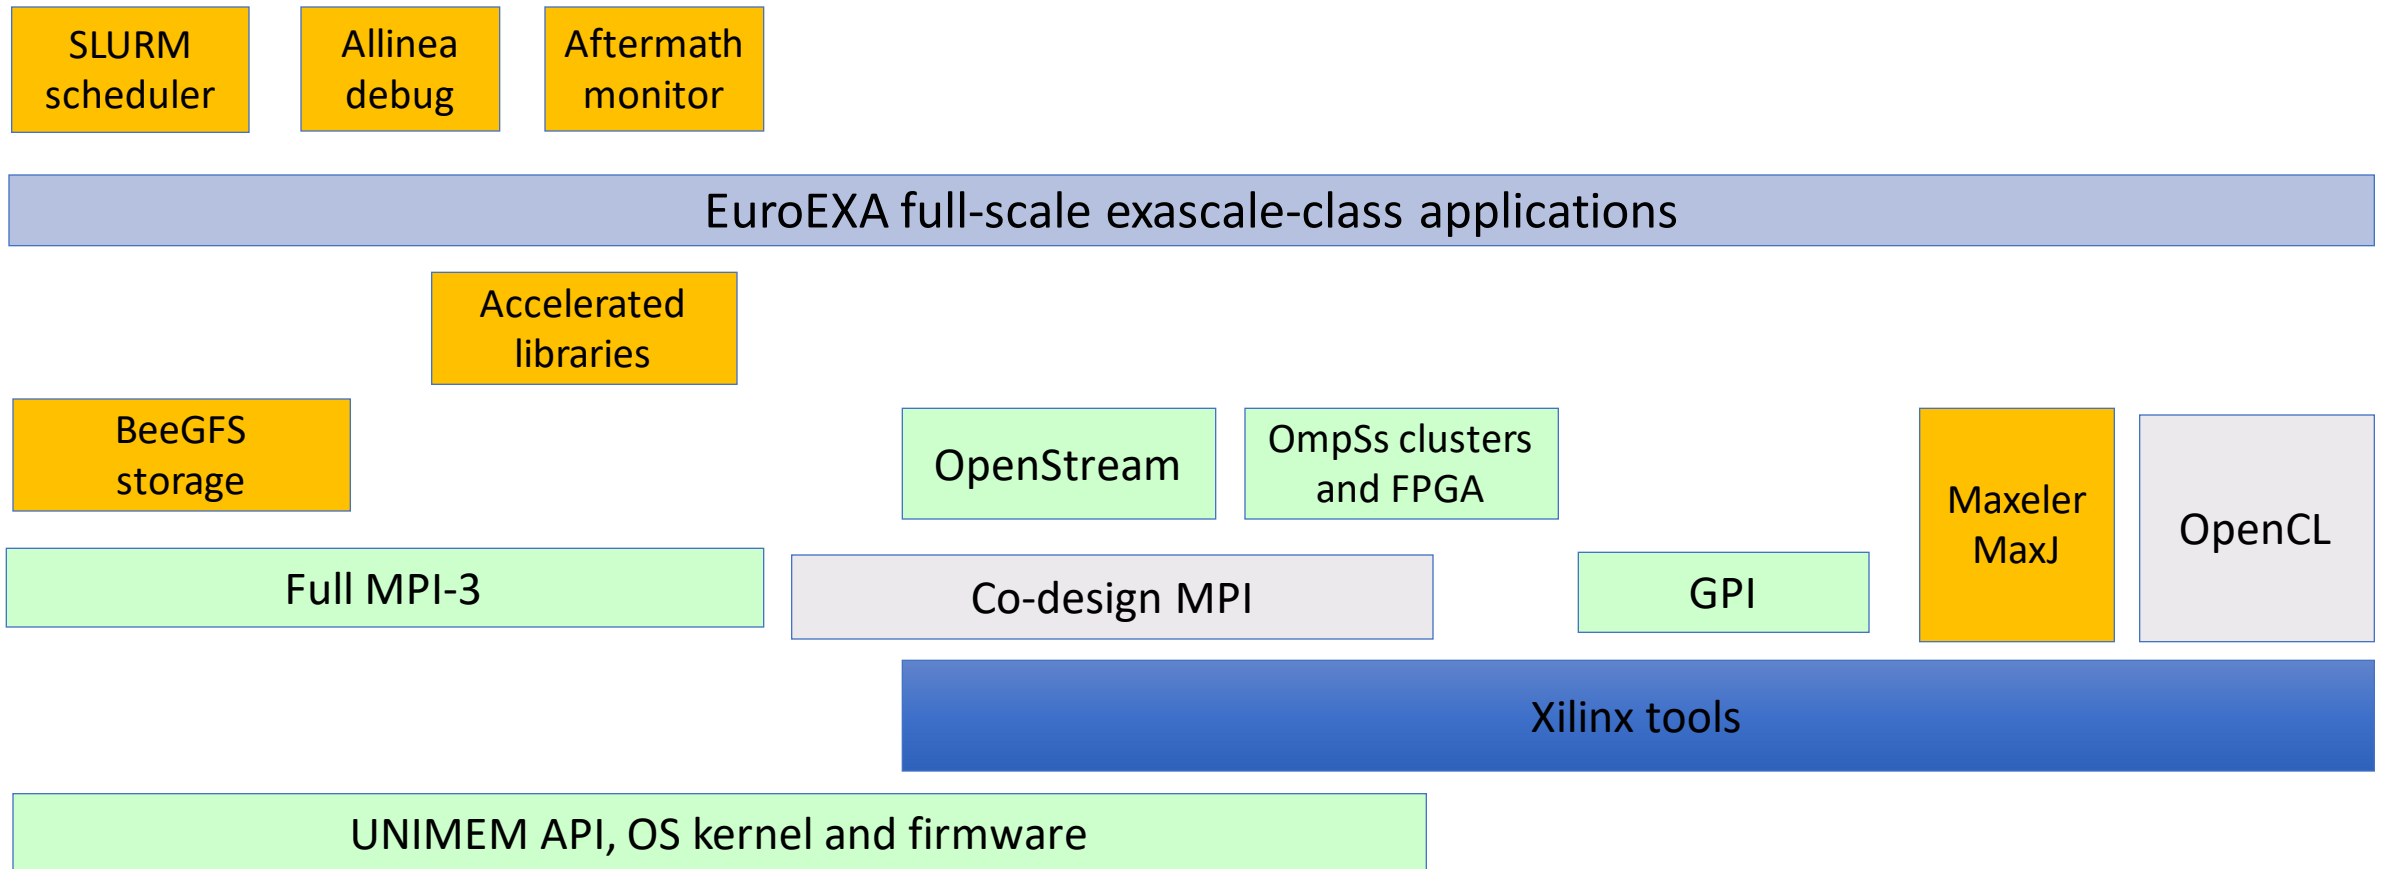 SLURM
scheduler
Allinea
debug
Aftermath
monitor
EuroEXA full-scale exascale-class applications
Accelerated
libraries
BeeGFS
storage
OpenStream
OmpSs clusters
and FPGA
Maxeler
MaxJ
OpenCL
Full MPI-3
Co-design MPI
GPI
Xilinx tools
UNIMEM API, OS kernel and firmware